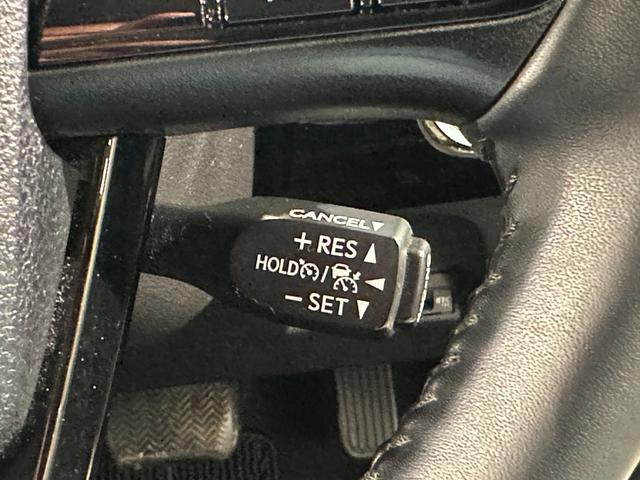 CANCEL▼
+RES▲
HOLD / ◀
−SET▼